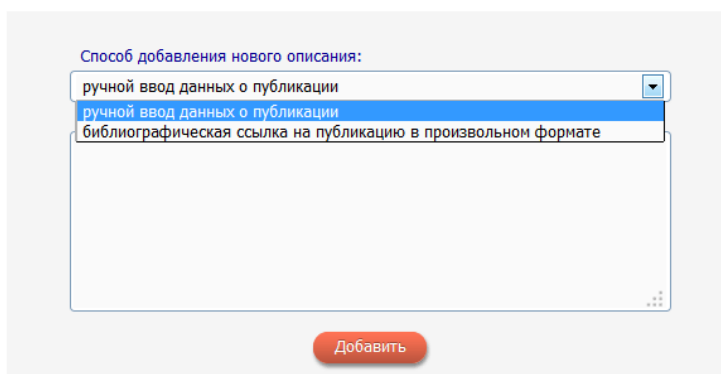 Способ добавления нового описания:
ручной ввод данных о публикации
ручной ввод данных о публикации
библиографическая ссылка на публикацию в произвольном формате
Добавить